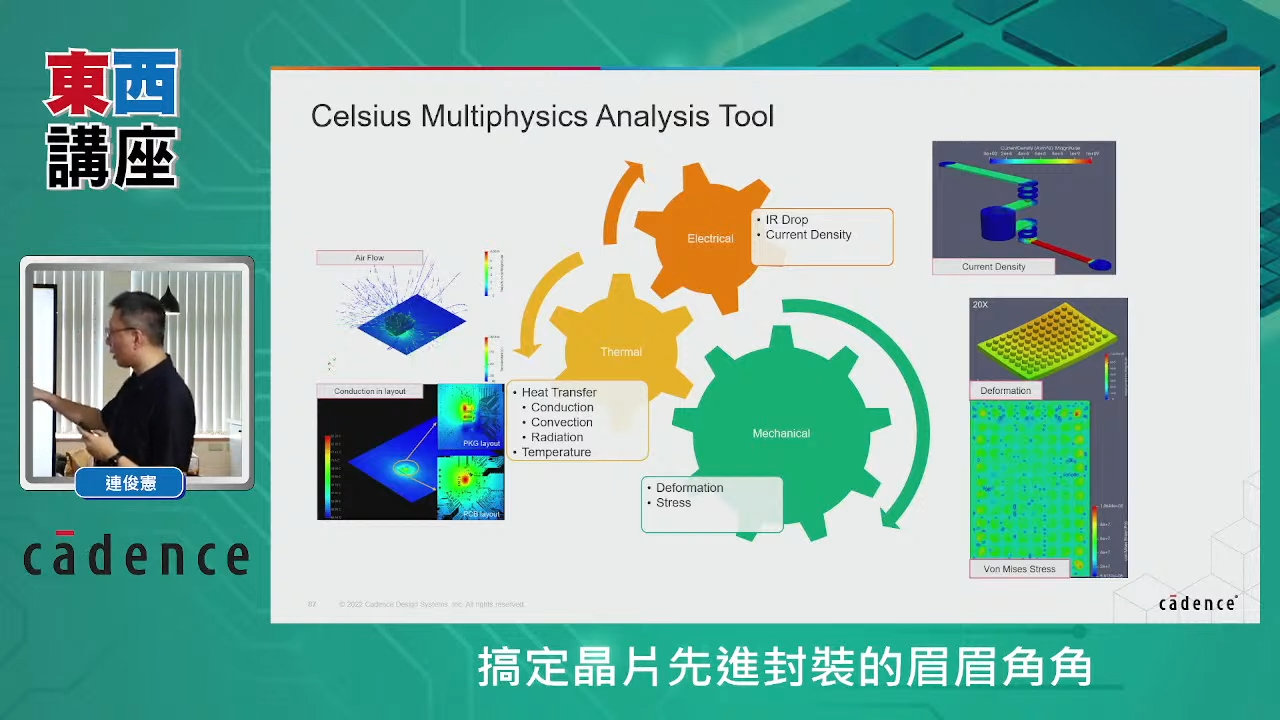 東西
講座
連俊憲
cādence
Celsius Multiphysics Analysis Tool
Electrical
• IR Drop
• Current Density
Thermal
• Heat Transfer
• Conduction
• Convection
• Radiation
• Temperature
Mechanical
• Deformation
• Stress
Air Flow
Conduction in layout
PKG layout
PCB layout
Current Density
20X
Deformation
Von Mises Stress
© 2022 Cadence Design Systems, Inc. All rights reserved.
cādence
搞定晶片先進封裝的眉眉角角